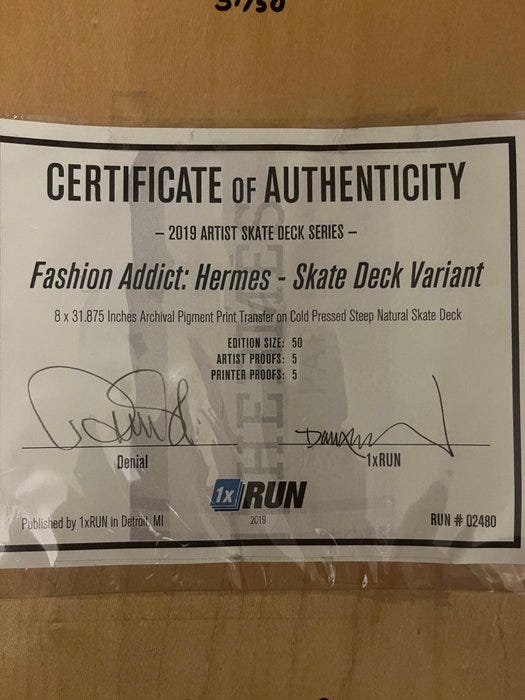 CERTIFICATE OF AUTHENTICITY
– 2019 ARTIST SKATE DECK SERIES –
Fashion Addict: Hermes - Skate Deck Variant
8 x 31.875 Inches Archival Pigment Print Transfer on Cold Pressed Steep Natural Skate Deck
EDITION SIZE: 50
ARTIST PROOFS: 5
PRINTER PROOFS: 5
Denial
1xRUN
1x RUN
Published by 1xRUN in Detroit, MI
2019
RUN # 02480